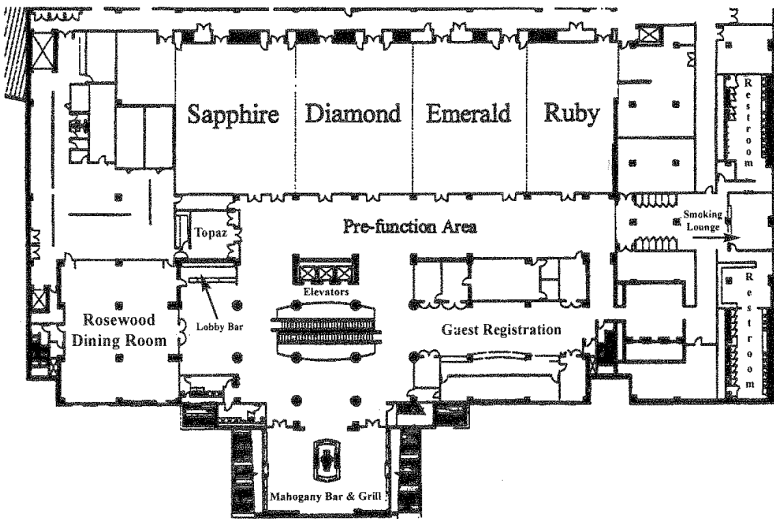 Sapphire
Diamond
Emerald
Ruby
Restroom
Topaz
Pre-function Area
Smoking
Lounge
Elevators
Lobby Bar
Rosewood
Dining Room
Guest Registration
Restroom
Mahogany Bar & Grill